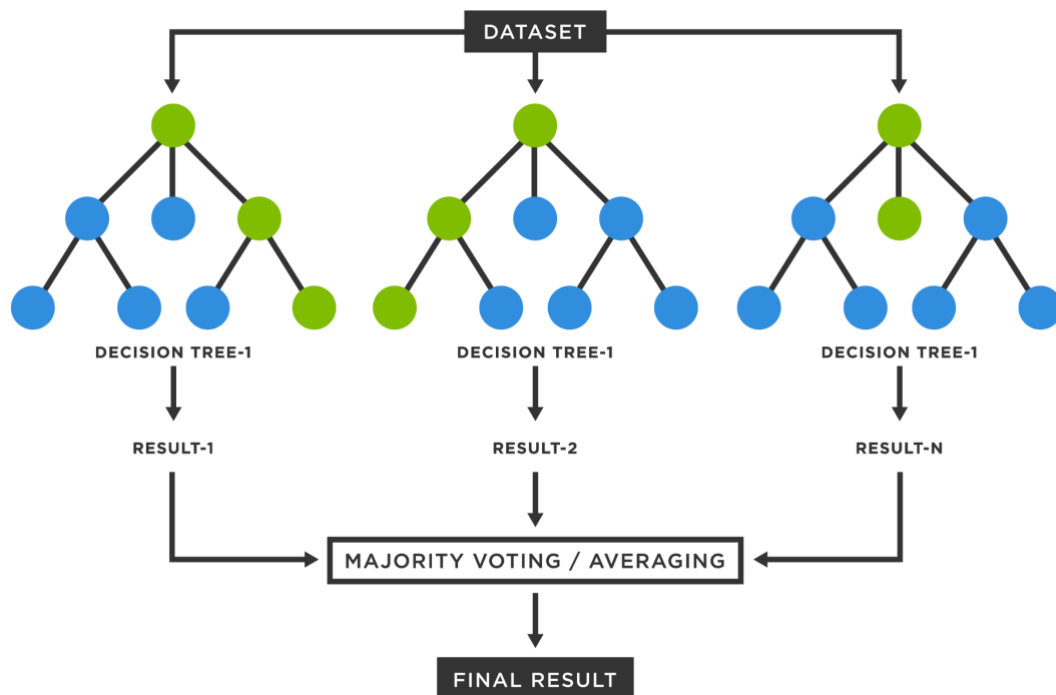 DATASET
DECISION TREE-1
DECISION TREE-1
DECISION TREE-1
RESULT-1
RESULT-2
RESULT-N
MAJORITY VOTING / AVERAGING
FINAL RESULT